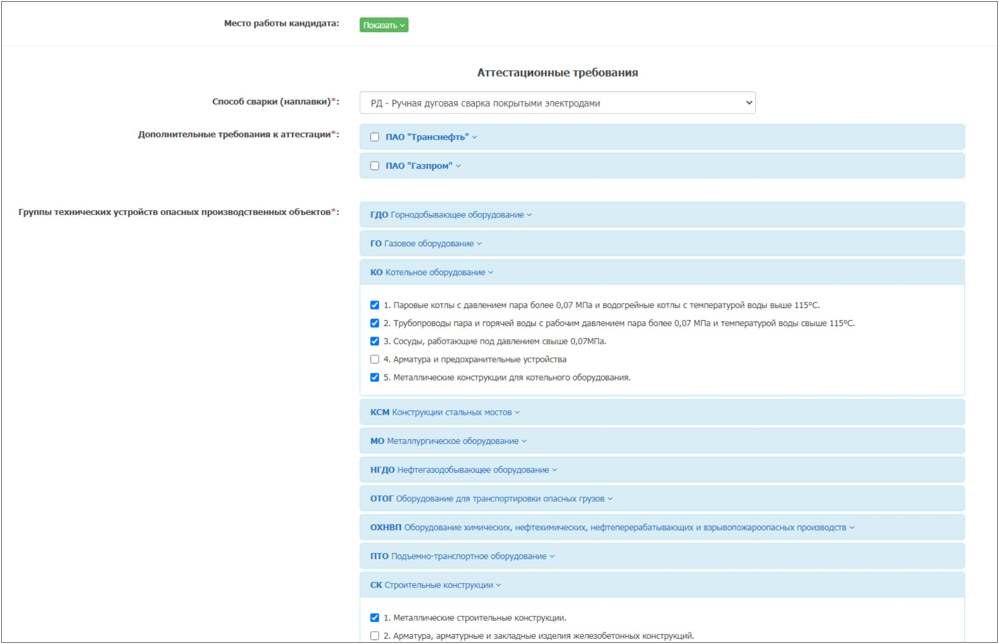 Место работы кандидата:
Показать
Аттестационные требования
Способ сварки (наплавки)*:
РД - Ручная дуговая сварка покрытыми электродами
Дополнительные требования к аттестации*:
ПАО "Транснефть"
ПАО "Газпром"
Группы технических устройств опасных производственных объектов*:
ГДО Горнодобывающее оборудование
ГО Газовое оборудование
КО Котельное оборудование
1. Паровые котлы с давлением пара более 0,07 МПа и водогрейные котлы с температурой воды выше 115°С.
2. Трубопроводы пара и горячей воды с рабочим давлением пара более 0,07 МПа и температурой воды свыше 115°С.
3. Сосуды, работающие под давлением свыше 0,07МПа.
4. Арматура и предохранительные устройства
5. Металлические конструкции для котельного оборудования.
КСМ Конструкции стальных мостов
МО Металлургическое оборудование
НГДО Нефтегазодобывающее оборудование
ОТОГ Оборудование для транспортировки опасных грузов
ОХНВП Оборудование химических, нефтехимических, нефтеперерабатывающих и взрывопожароопасных производств
ПТО Подъемно-транспортное оборудование
СК Строительные конструкции
1. Металлические строительные конструкции.
2. Арматура, арматурные и закладные изделия железобетонных конструкций.